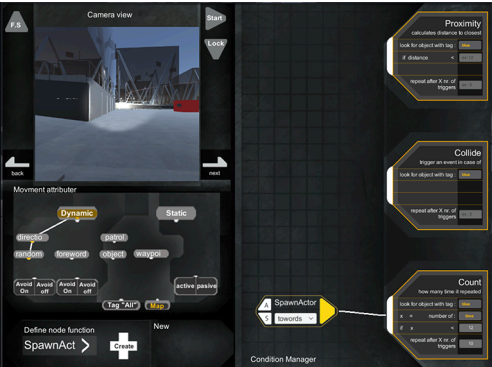 F.S
Camera view
Start
Lock
back
next
Movment attributer
Dynamic
Static
directio
patrol
random
foreword
object
waypoi
Avoid On
Avoid off
Avoid On
Avoid off
active
pasive
Tag "All"
Map
Define node function
SpawnAct
Create
New
A
S
SpawnActor
towords
Condition Manager
Proximity
calculates distance to closest
look for object with tag :
blue
if distance <
repeat after X nr. of
triggers
Collide
trigger an event in case of
look for object with tag :
blue
repeat after X nr. of
triggers
Count
how many time it repeated
look for object with tag :
blue
x = number of :
blue
if x <
12
repeat after X nr. of
triggers
10